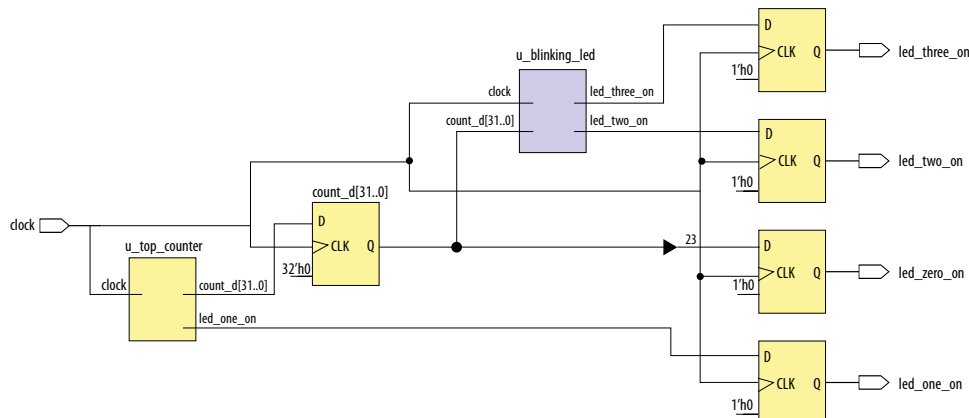 D
CLK
Q
1'h0
led_three_on
u_blinking_led
clock
led_three_on
count_d[31..0]
led_two_on
D
CLK
Q
1'h0
led_two_on
count_d[31..0]
D
CLK
Q
32'h0
clock
u_top_counter
clock
count_d[31..0]
led_one_on
23
D
CLK
Q
1'h0
led_zero_on
D
CLK
Q
1'h0
led_one_on